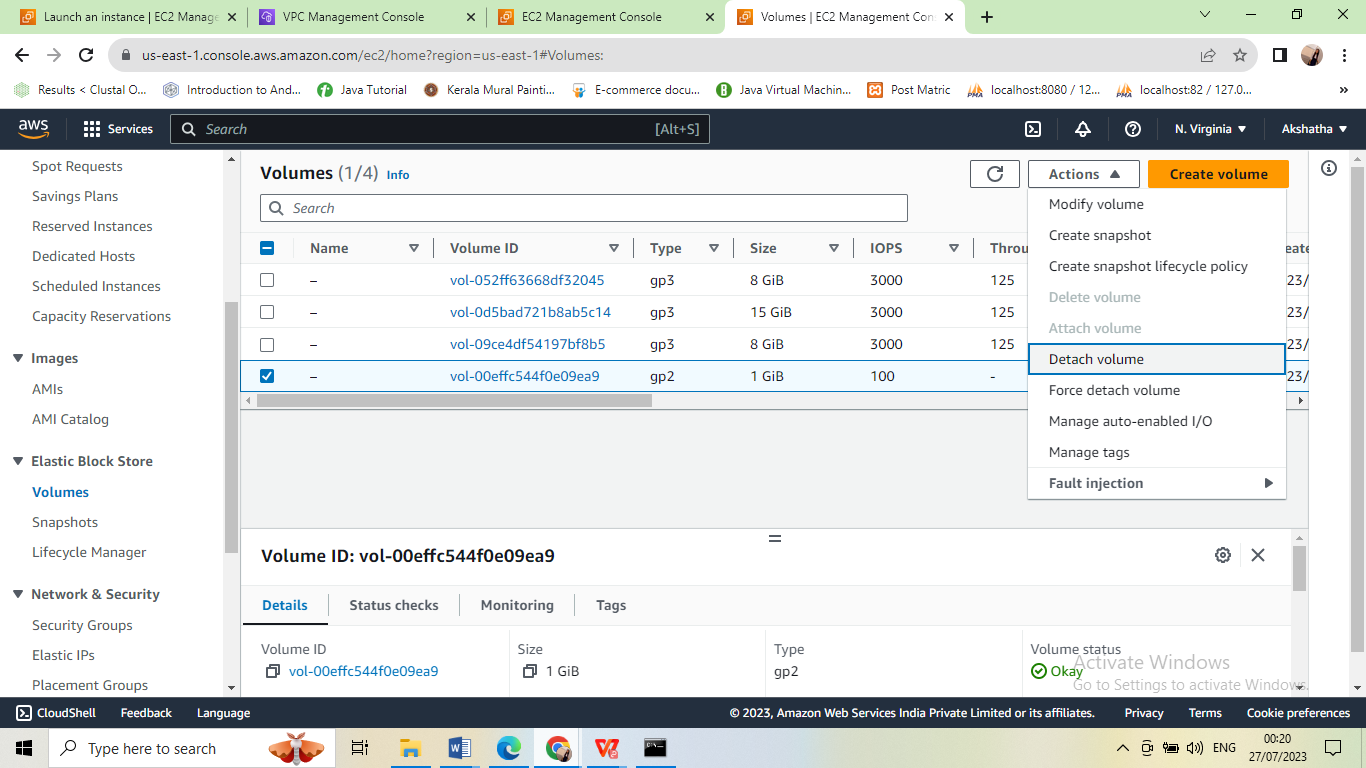 Launch an instance | EC2 Manage
VPC Management Console
EC2 Management Console
Volumes | EC2 Management Con
us-east-1.console.aws.amazon.com/ec2/home?region=us-east-1#Volumes:
Results < Clustal O...
Introduction to And...
Java Tutorial
Kerala Mural Painti...
E-commerce docu...
Java Virtual Machin...
Post Matric
localhost:8080 / 12...
localhost:82 / 127.0...
»
aws
Services
Search
[Alt+S]
N. Virginia
Akshatha
Spot Requests
Savings Plans
Reserved Instances
Dedicated Hosts
Scheduled Instances
Capacity Reservations
Images
AMIs
AMI Catalog
Elastic Block Store
Volumes
Snapshots
Lifecycle Manager
Network & Security
Security Groups
Elastic IPs
Placement Groups
Volumes (1/4) Info
Actions
Create volume
Search
Name Volume ID Type Size IOPS Throu eate
– vol-052ff63668df32045 gp3 8 GiB 3000 125 23/
– vol-0d5bad721b8ab5c14 gp3 15 GiB 3000 125 23/
– vol-09ce4df54197bf8b5 gp3 8 GiB 3000 125 23/
– vol-00effc544f0e09ea9 gp2 1 GiB 100 - 23/
Modify volume
Create snapshot
Create snapshot lifecycle policy
Delete volume
Attach volume
Detach volume
Force detach volume
Manage auto-enabled I/O
Manage tags
Fault injection
Volume ID: vol-00effc544f0e09ea9
Details Status checks Monitoring Tags
Volume ID
vol-00effc544f0e09ea9
Size
1 GiB
Type
gp2
Volume status
Okay
Activate Windows
Go to Settings to activate Windows.
CloudShell Feedback Language
© 2023, Amazon Web Services India Private Limited or its affiliates. Privacy Terms Cookie preferences
Type here to search
ENG
00:20
27/07/2023